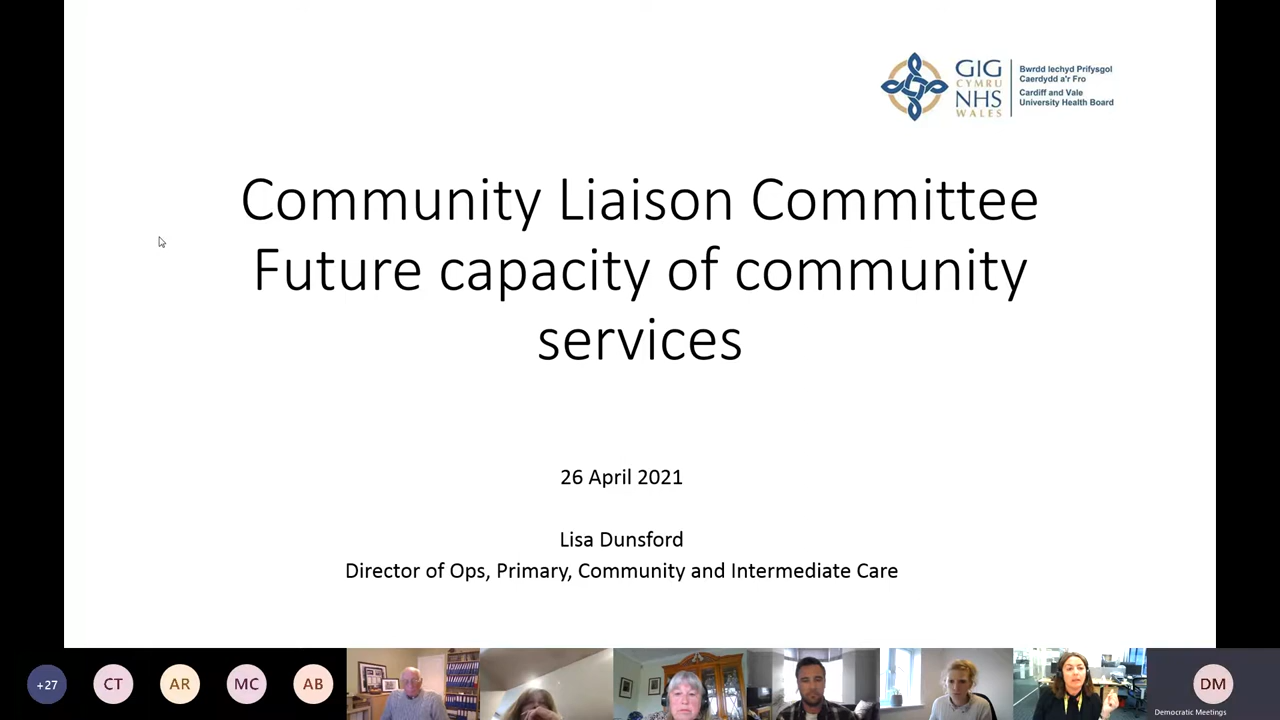 GIG
CYMRU
NHS
WALES
Bwrdd Iechyd Prifysgol
Caerdydd a'r Fro
Cardiff and Vale
University Health Board
Community Liaison Committee
Future capacity of community
services
26 April 2021
Lisa Dunsford
Director of Ops, Primary, Community and Intermediate Care
+27
CT
AR
MC
AB
DM
Democratic Meetings